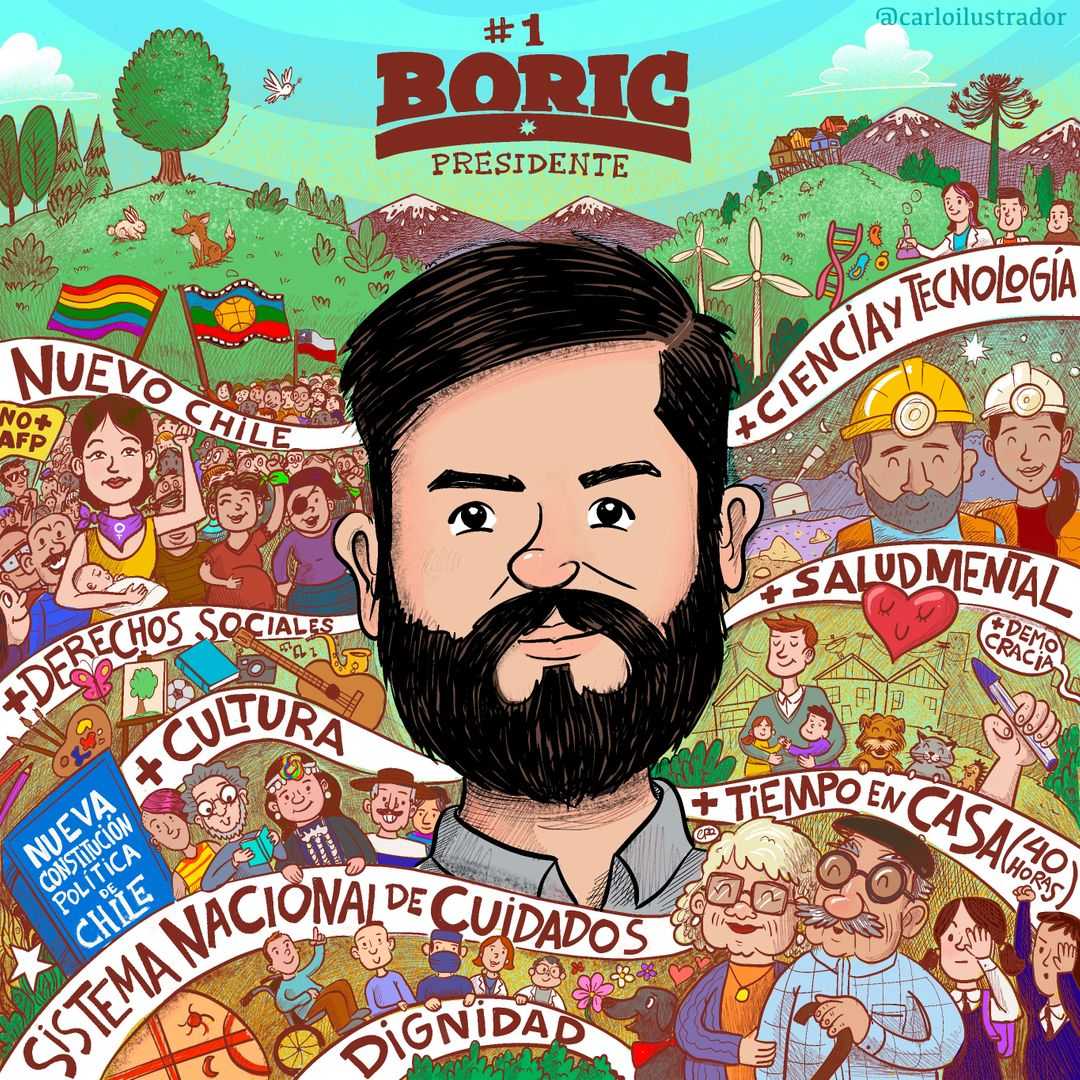 @carloilustrador
#1
BORIC
PRESIDENTE
+ CIENCIA Y TECNOLOGÍA
NUEVO CHILE
NO+
AFP
+ SALUD MENTAL
+ DERECHOS SOCIALES
+ DEMO
CRACIA
+ CULTURA
+ TIEMPO EN CASA (40
HORAS)
NUEVA
CONSTITUCIÓN
POLÍTICA
DE
CHILE
SISTEMA NACIONAL DE CUIDADOS
DIGNIDAD